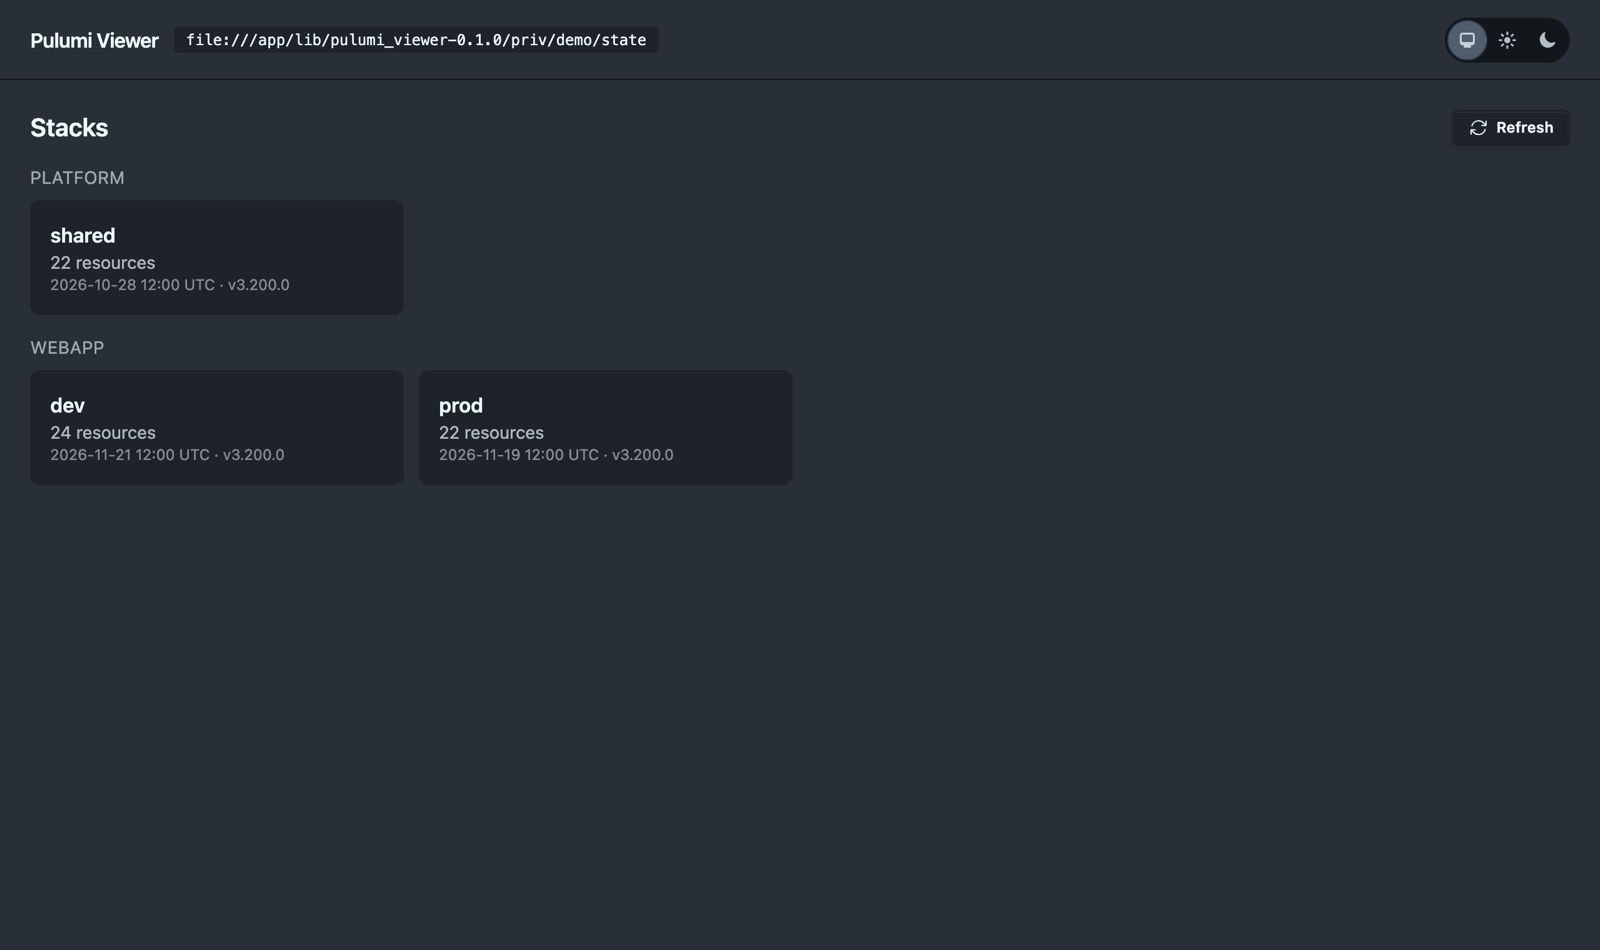 Pulumi Viewer
file:///app/lib/pulumi_viewer-0.1.0/priv/demo/state
Stacks
Refresh
PLATFORM
shared
22 resources
2026-10-28 12:00 UTC · v3.200.0
WEBAPP
dev
24 resources
2026-11-21 12:00 UTC · v3.200.0
prod
22 resources
2026-11-19 12:00 UTC · v3.200.0